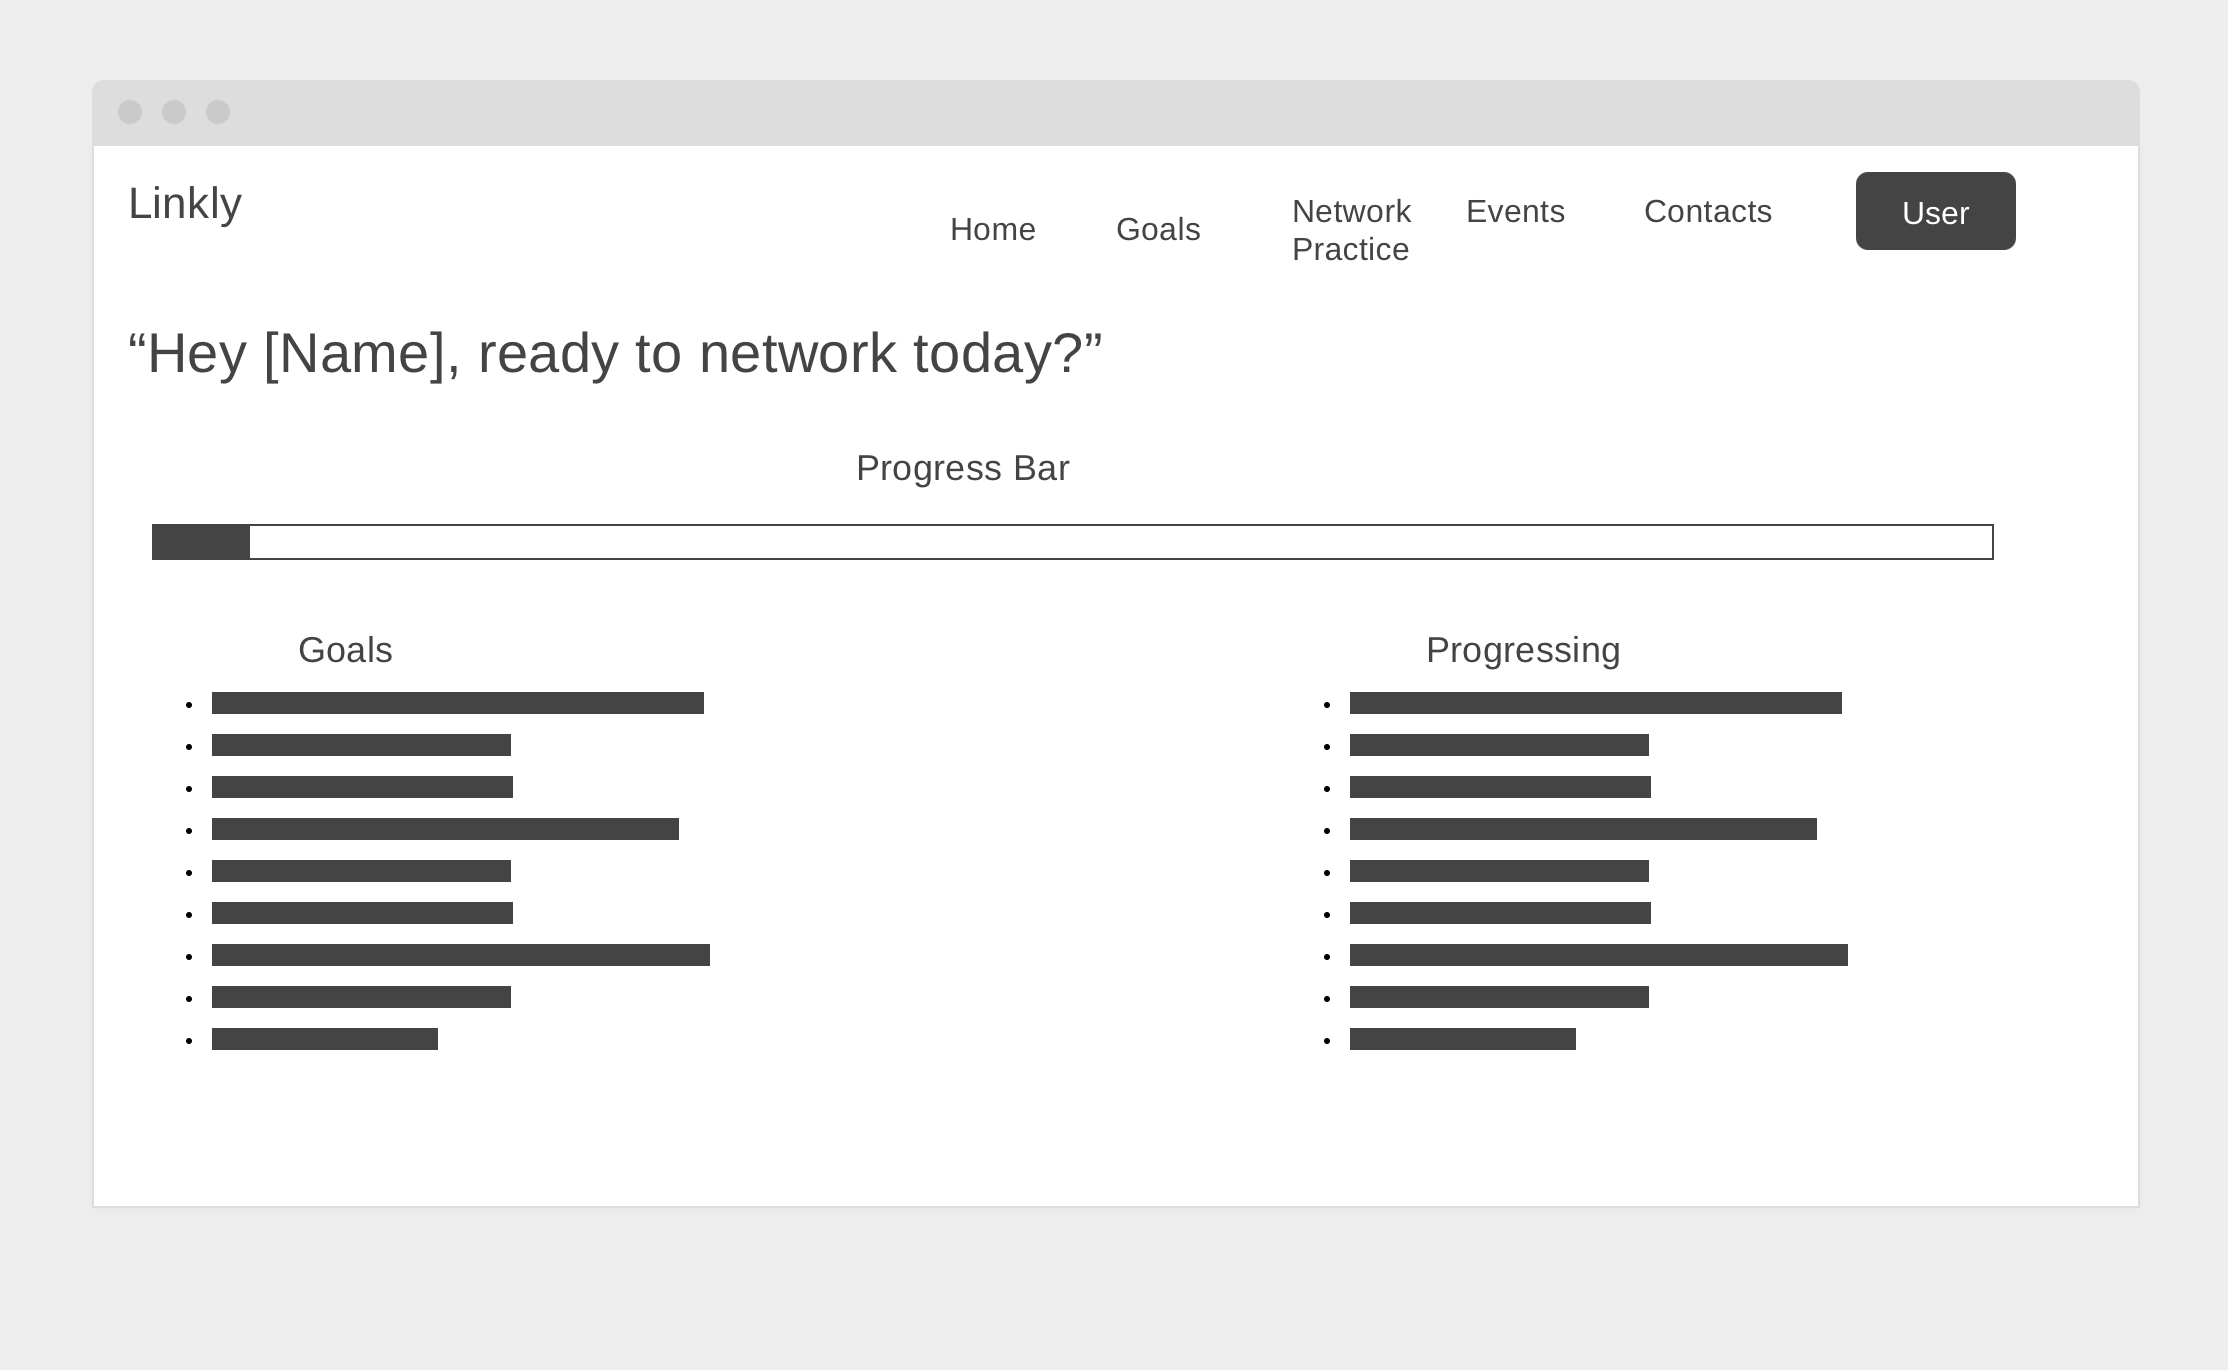 Linkly
Home
Goals
Network
Practice
Events
Contacts
User
“Hey [Name], ready to network today?”
Progress Bar
Goals
Progressing